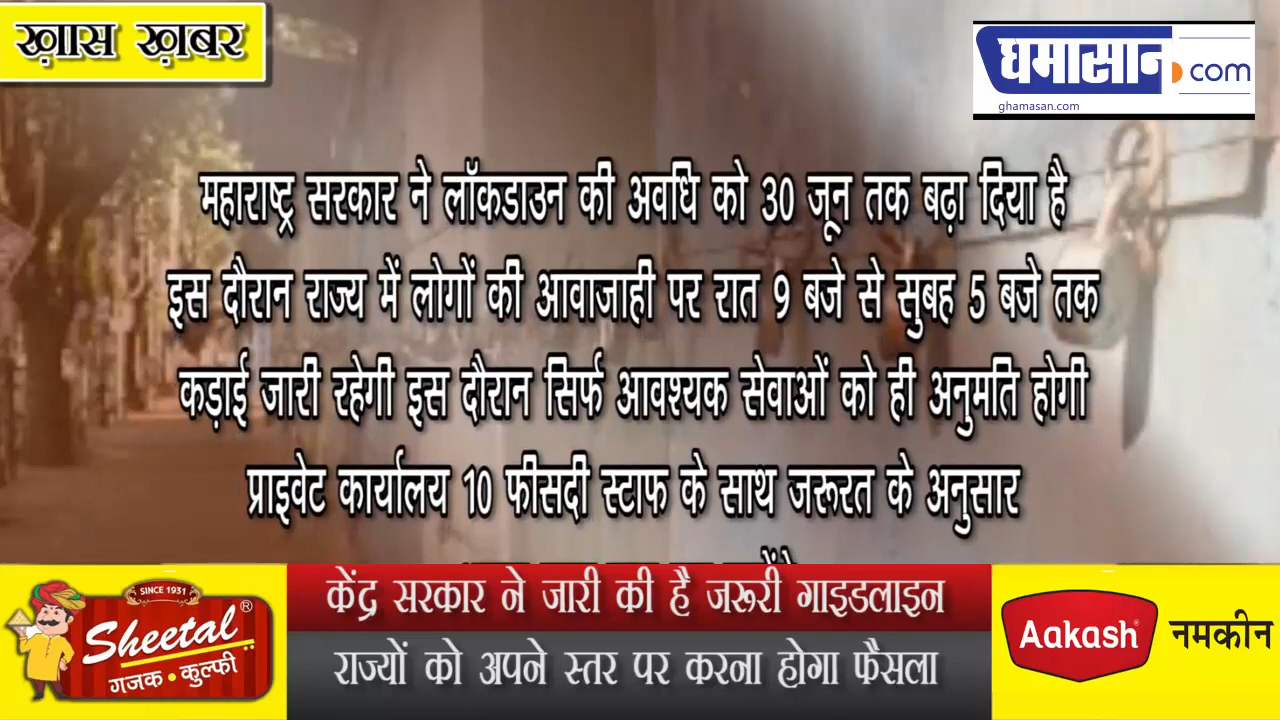 ख़ास ख़बर
घमासान.com
ghamasan.com
महाराष्ट्र सरकार ने लॉकडाउन की अवधि को 30 जून तक बढ़ा दिया है
इस दौरान राज्य में लोगों की आवाजाही पर रात 9 बजे से सुबह 5 बजे तक
कड़ाई जारी रहेगी इस दौरान सिर्फ आवश्यक सेवाओं को ही अनुमति होगी
प्राइवेट कार्यालय 10 फीसदी स्टाफ के साथ जरूरत के अनुसार
केंद्र सरकार ने जारी की है जरूरी गाइडलाइन
राज्यों को अपने स्तर पर करना होगा फैसला
SINCE 1931
Sheetal®
गजक • कुल्फी
Aakash®
नमकीन